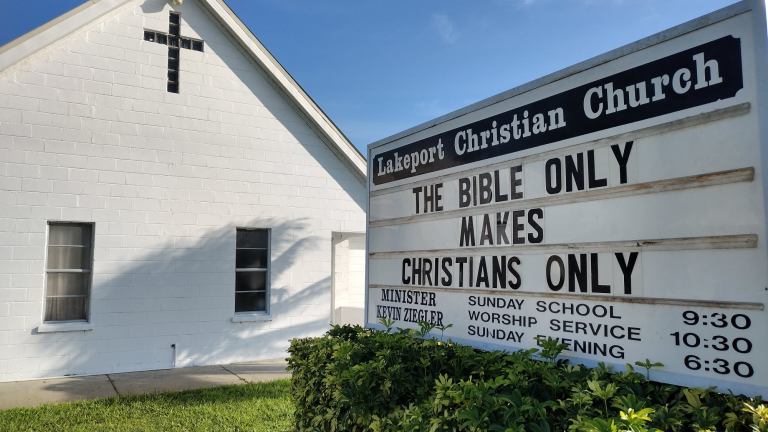 Lakeport Christian Church
THE BIBLE ONLY
MAKES
CHRISTIANS ONLY
MINISTER
KEVIN ZIEGLER
SUNDAY SCHOOL 9:30
WORSHIP SERVICE 10:30
SUNDAY EVENING 6:30